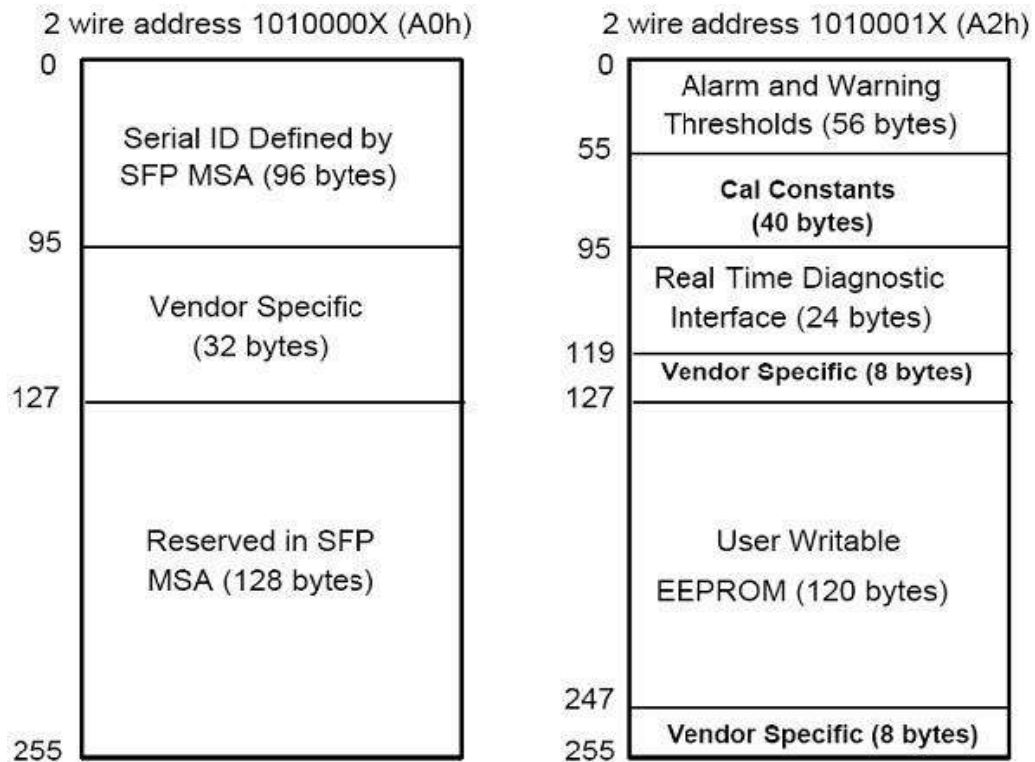 2 wire address 1010000X (A0h)
0
Serial ID Defined by
SFP MSA (96 bytes)
95
Vendor Specific
(32 bytes)
127
Reserved in SFP
MSA (128 bytes)
255
2 wire address 1010001X (A2h)
0
Alarm and Warning
Thresholds (56 bytes)
55
Cal Constants
(40 bytes)
95
Real Time Diagnostic
Interface (24 bytes)
119
Vendor Specific (8 bytes)
127
User Writable
EEPROM (120 bytes)
247
Vendor Specific (8 bytes)
255